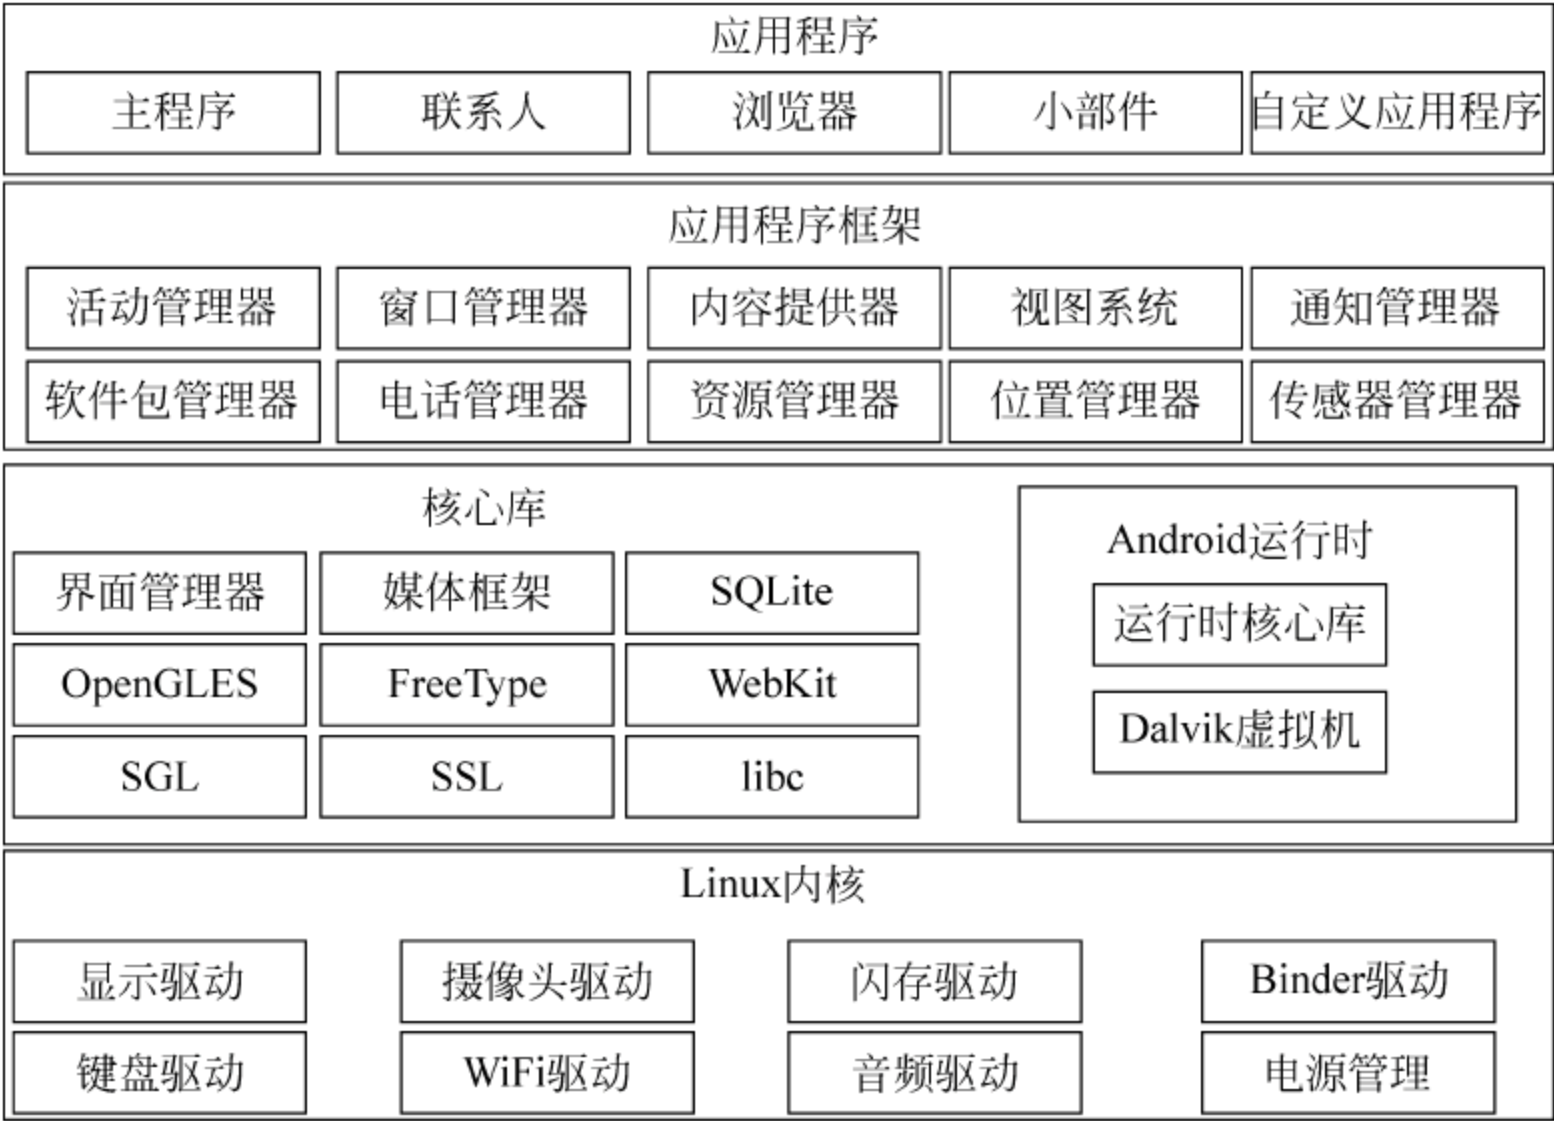 应用程序
主程序 联系人 浏览器 小部件 自定义应用程序
应用程序框架
活动管理器 窗口管理器 内容提供器 视图系统 通知管理器
软件包管理器 电话管理器 资源管理器 位置管理器 传感器管理器
核心库
界面管理器 媒体框架 SQLite
OpenGLES FreeType WebKit
SGL SSL libc
Android运行时
运行时核心库
Dalvik虚拟机
Linux内核
显示驱动 摄像头驱动 闪存驱动 Binder驱动
键盘驱动 WiFi驱动 音频驱动 电源管理